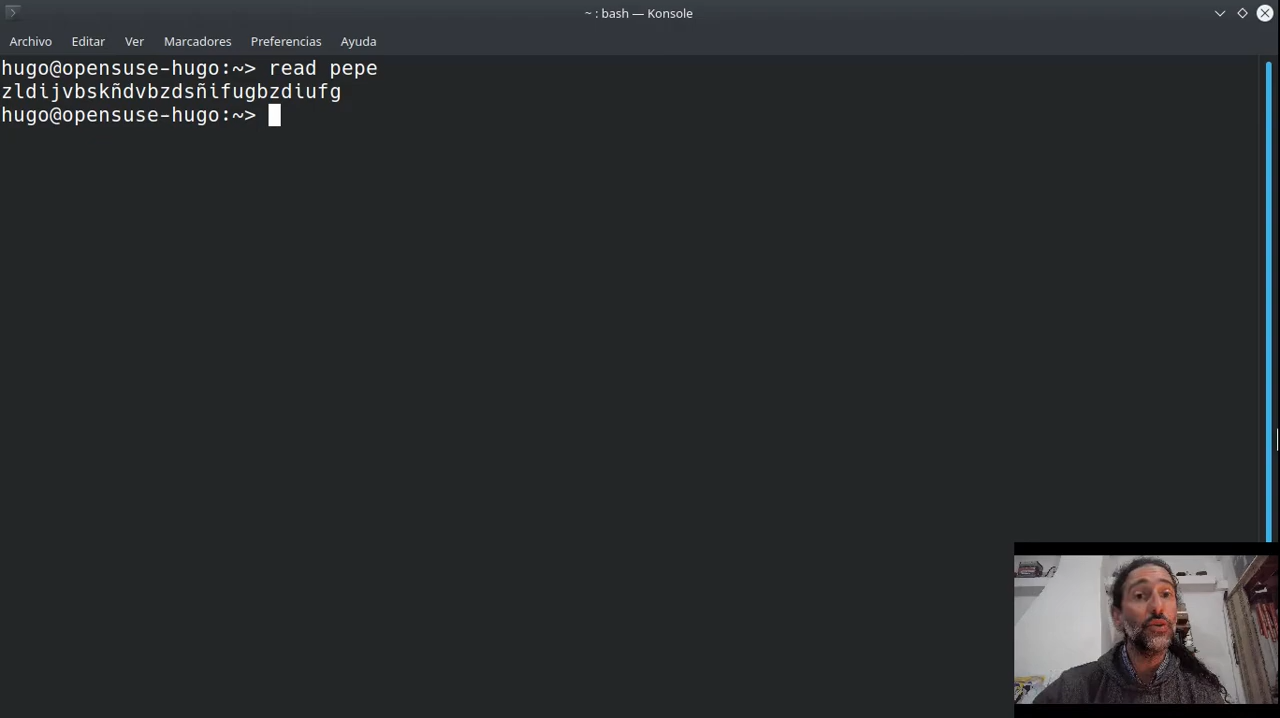 ~ : bash — Konsole
Archivo Editar Ver Marcadores Preferencias Ayuda
hugo@opensuse-hugo:~> read pepe
zldijvbskñdvbzdsñifugbzdiufg
hugo@opensuse-hugo:~>